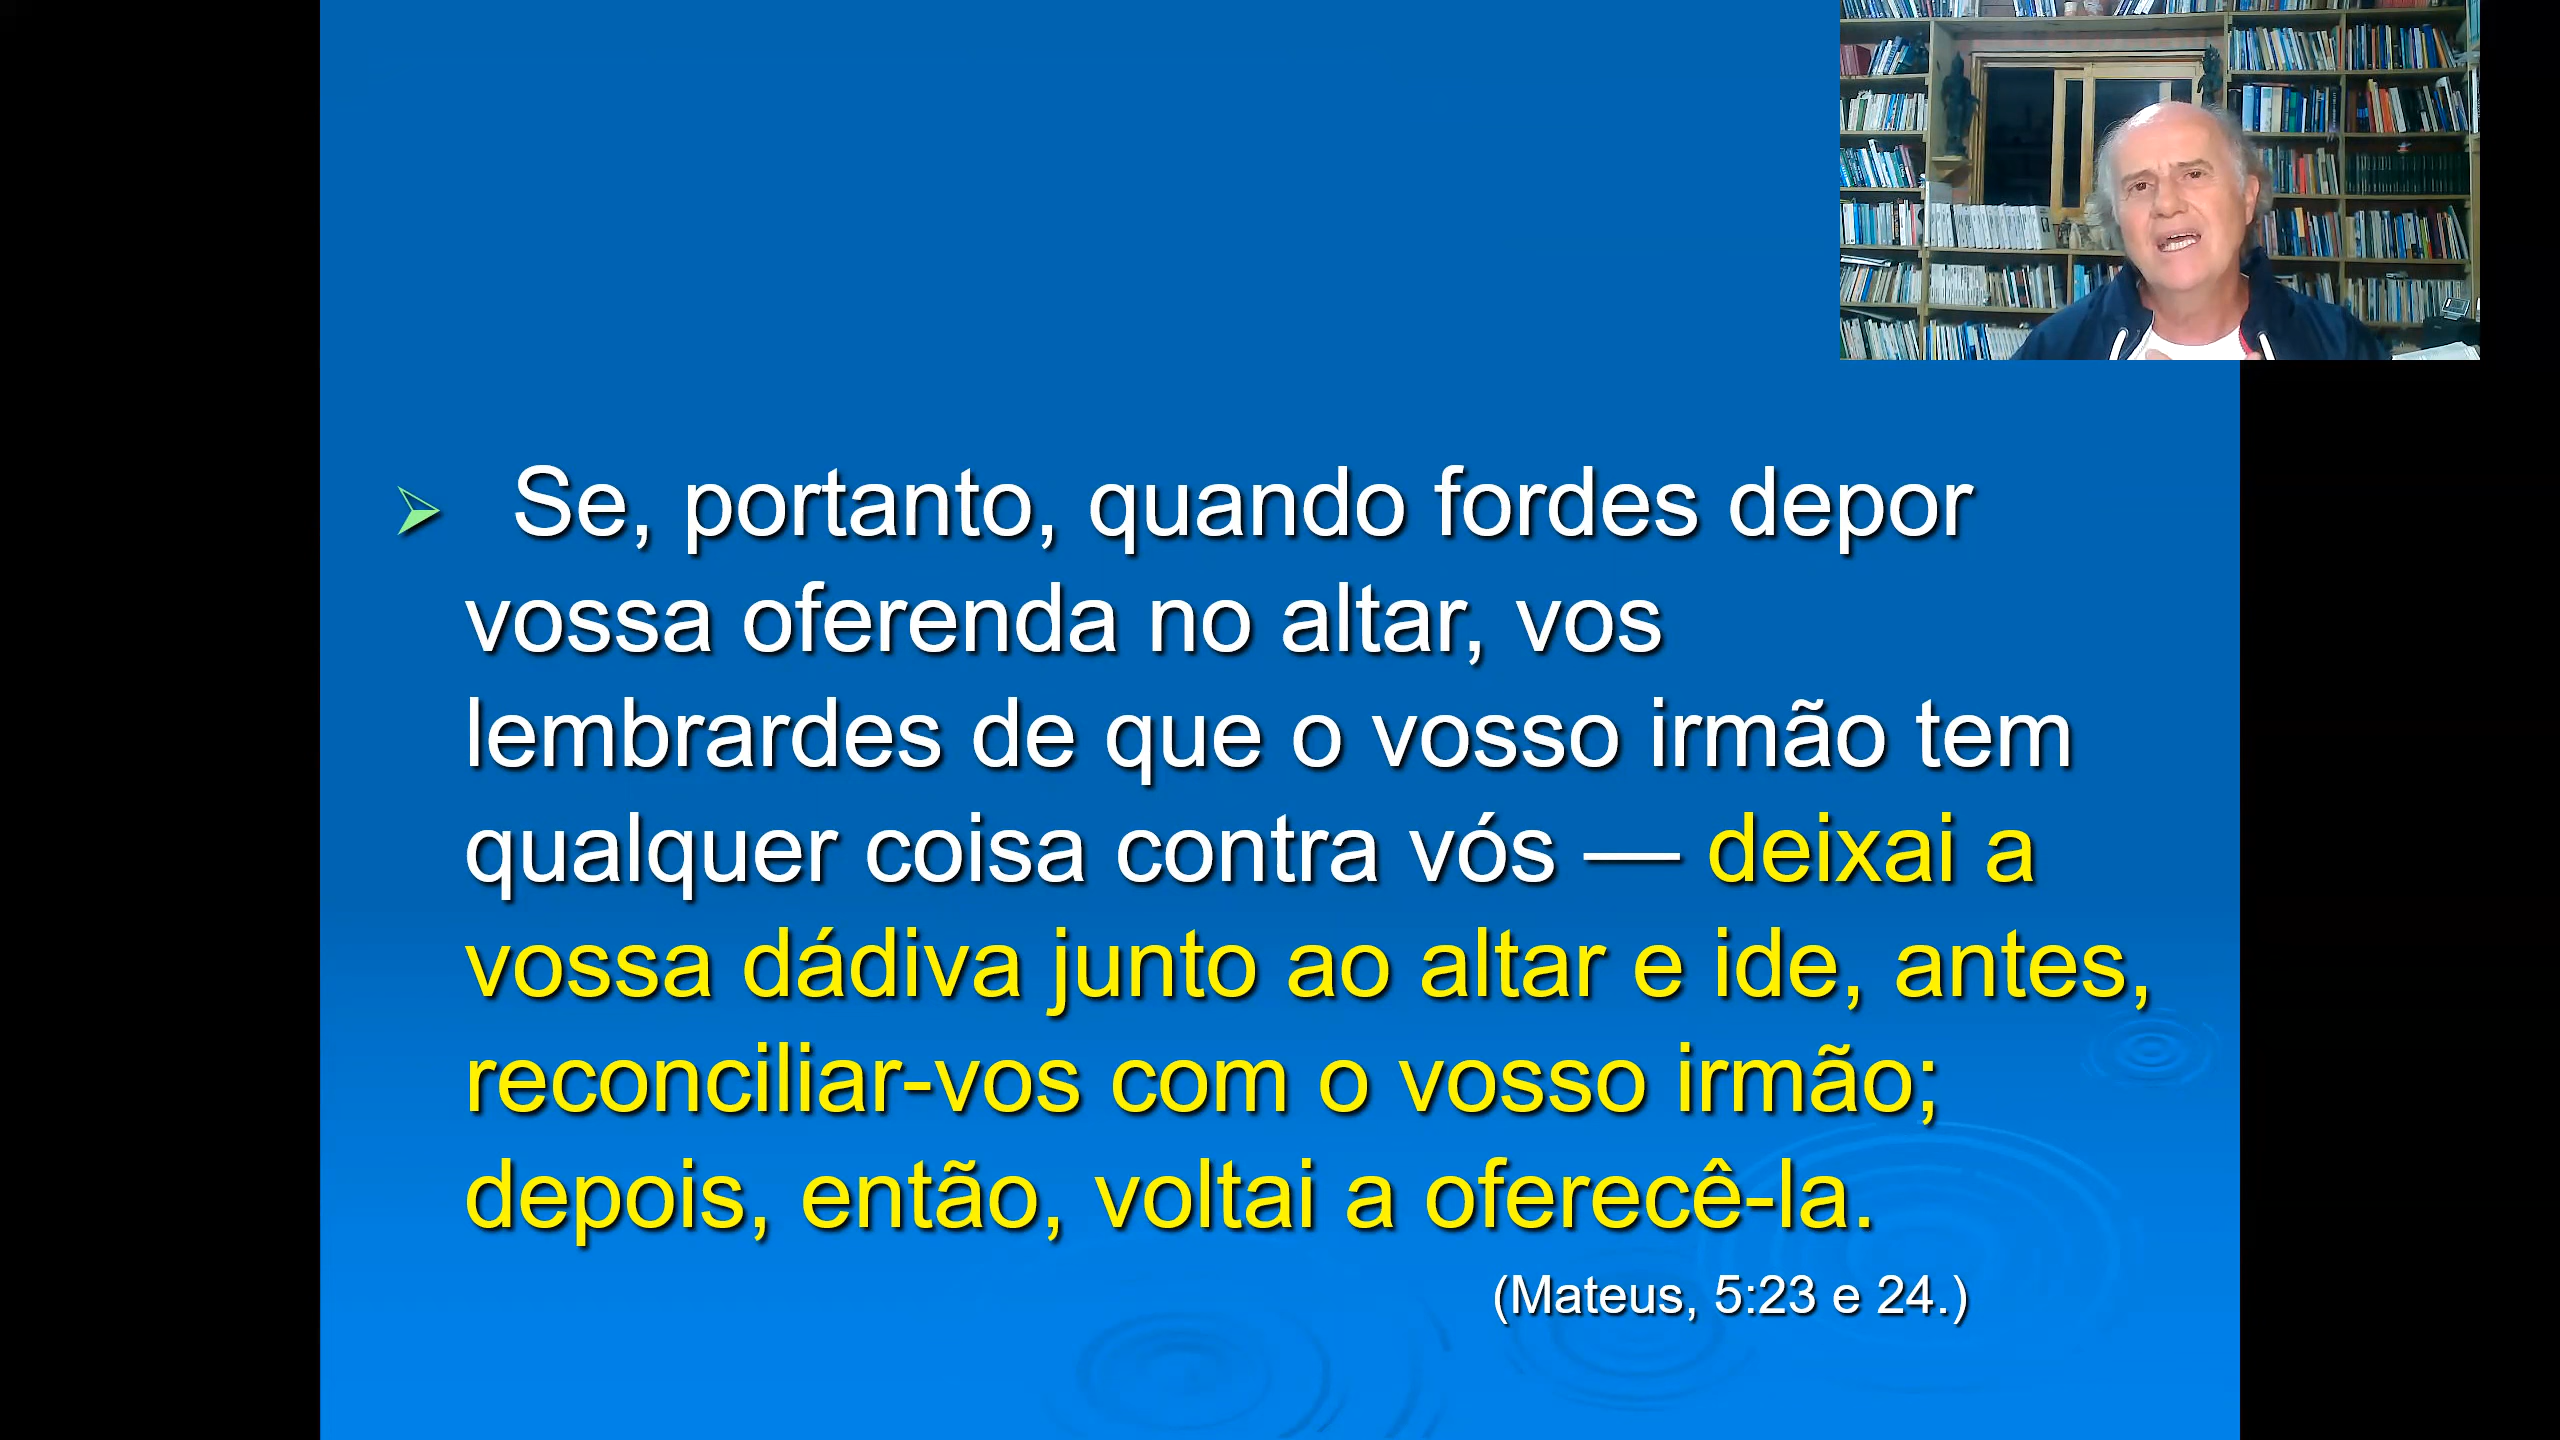 Se, portanto, quando fordes depor
vossa oferenda no altar, vos
lembrardes de que o vosso irmão tem
qualquer coisa contra vós — deixai a
vossa dádiva junto ao altar e ide, antes,
reconciliar-vos com o vosso irmão;
depois, então, voltai a oferecê-la.
(Mateus, 5:23 e 24.)